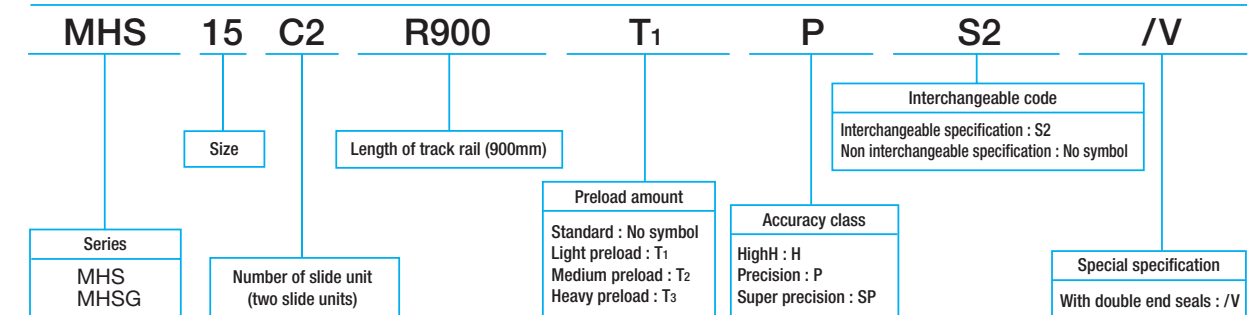 MHS 15 C2 R900 T1 P S2 /V
Interchangeable code
Interchangeable specification : S2
Non interchangeable specification : No symbol
Size
Length of track rail (900mm)
Preload amount
Standard : No symbol
Light preload : T1
Medium preload : T2
Heavy preload : T3
Accuracy class
HighH : H
Precision : P
Super precision : SP
Series
MHS
MHSG
Number of slide unit
(two slide units)
Special specification
With double end seals : /V